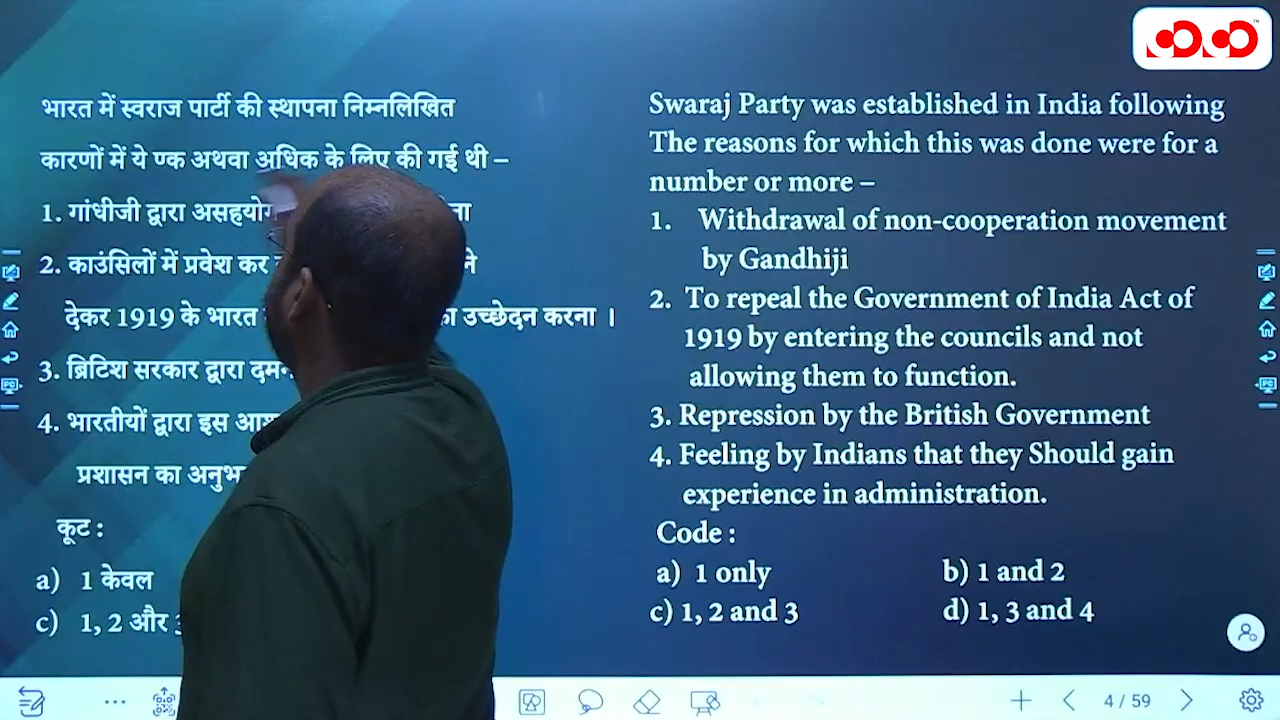 भारत में स्वराज पार्टी की स्थापना निम्नलिखित
कारणों में ये ण्क अथवा अधिक के लिए की गई थी –
1. गांधीजी द्वारा
2. काउंसिलों में प्रवेश कर
देकर 1919 के भारत उच्छेदन करना ।
3. ब्रिटिश सरकार द्वारा
4. भारतीयों द्वारा इस
प्रशासन का
कूट :
a) 1 केवल
c) 1, 2 और
Swaraj Party was established in India following
The reasons for which this was done were for a
number or more –
1. Withdrawal of non-cooperation movement
by Gandhiji
2. To repeal the Government of India Act of
1919 by entering the councils and not
allowing them to function.
3. Repression by the British Government
4. Feeling by Indians that they Should gain
experience in administration.
Code :
a) 1 only b) 1 and 2
c) 1, 2 and 3 d) 1, 3 and 4
4 / 59